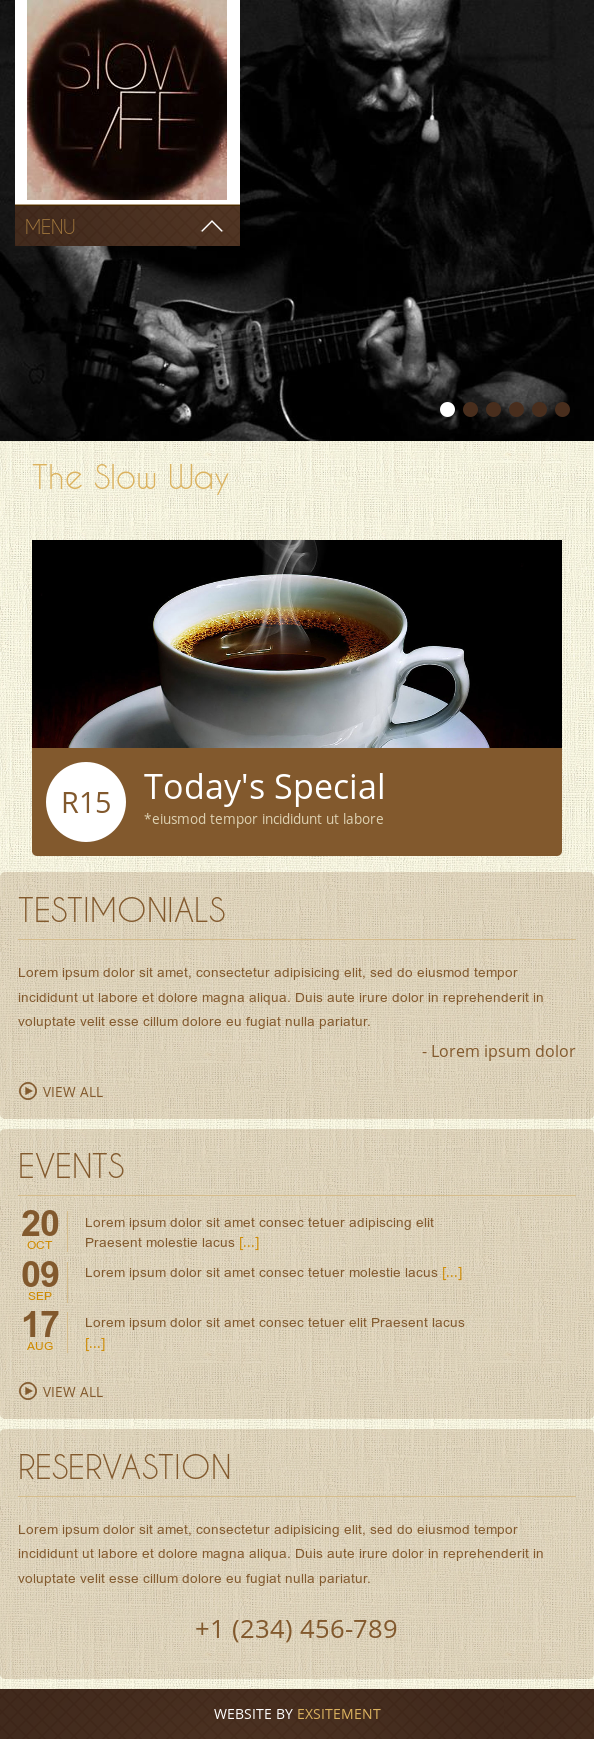 SlOW
LIFE
MENU
The Slow Way
R15
Today's Special
*eiusmod tempor incididunt ut labore
TESTIMONIALS
Lorem ipsum dolor sit amet, consectetur adipisicing elit, sed do eiusmod tempor
incididunt ut labore et dolore magna aliqua. Duis aute irure dolor in reprehenderit in
voluptate velit esse cillum dolore eu fugiat nulla pariatur.
- Lorem ipsum dolor
VIEW ALL
EVENTS
20
OCT
Lorem ipsum dolor sit amet consec tetuer adipiscing elit
Praesent molestie lacus [...]
09
SEP
Lorem ipsum dolor sit amet consec tetuer molestie lacus [...]
17
AUG
Lorem ipsum dolor sit amet consec tetuer elit Praesent lacus
[...]
VIEW ALL
RESERVASTION
Lorem ipsum dolor sit amet, consectetur adipisicing elit, sed do eiusmod tempor
incididunt ut labore et dolore magna aliqua. Duis aute irure dolor in reprehenderit in
voluptate velit esse cillum dolore eu fugiat nulla pariatur.
+1 (234) 456-789
WEBSITE BY EXSITEMENT